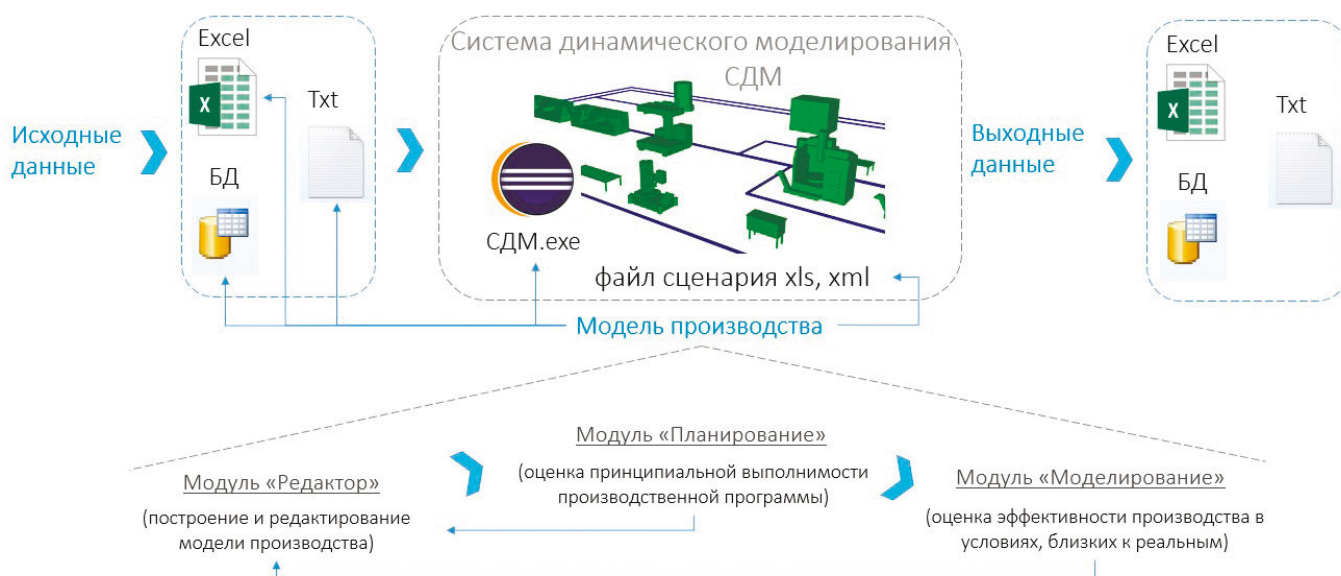 Исходные
данные
Excel
X
Txt
БД
Система динамического моделирования
СДМ
СДМ.exe
файл сценария xls, xml
Выходные
данные
Excel
X
Txt
БД
Модель производства
Модуль «Редактор»
(построение и редактирование
модели производства)
Модуль «Планирование»
(оценка принципиальной выполнимости
производственной программы)
Модуль «Моделирование»
(оценка эффективности производства в
условиях, близких к реальным)